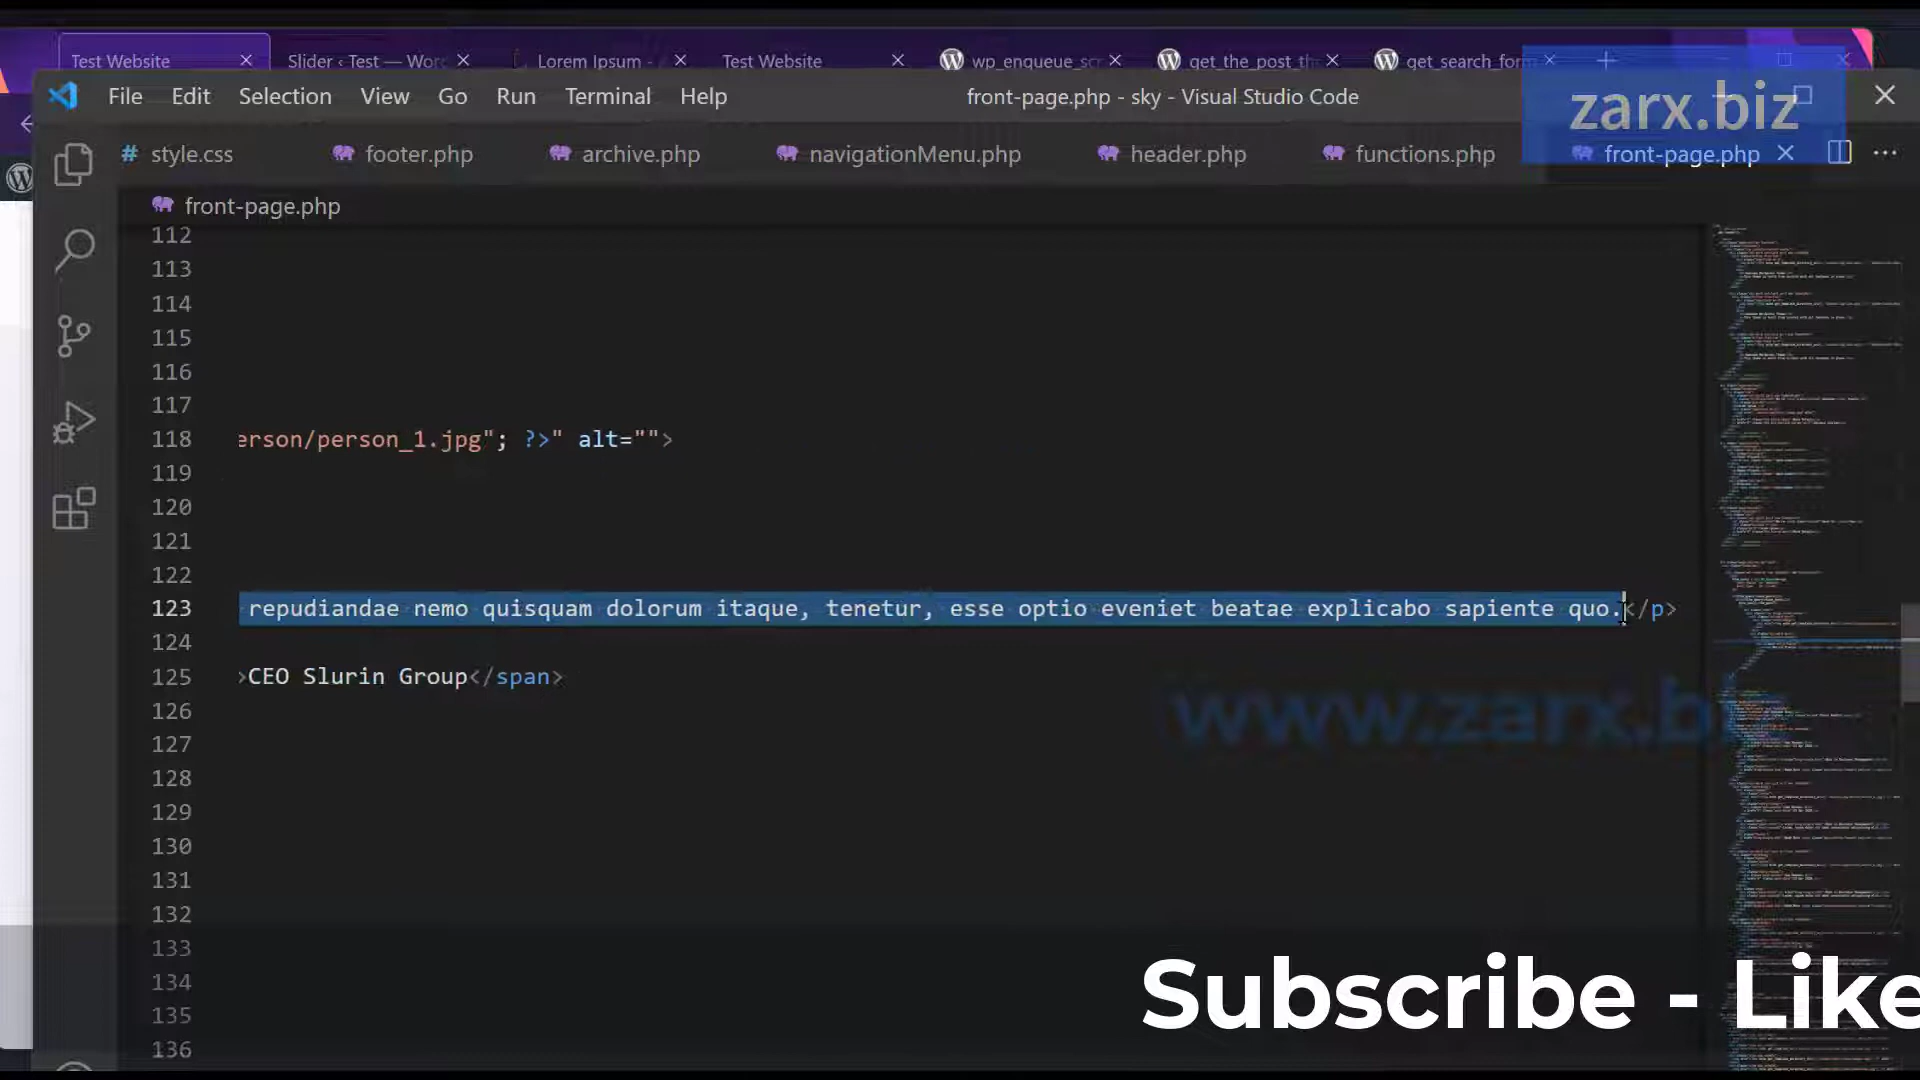 Test Website
Slider ‹ Test — Wor
Lorem Ipsum -
Test Website
wp_enqueue_scr
get_the_post_th
get_search_form
File Edit Selection View Go Run Terminal Help
front-page.php - sky - Visual Studio Code
zarx.biz
# style.css
footer.php
archive.php
navigationMenu.php
header.php
functions.php
front-page.php
front-page.php
112
113
114
115
116
117
118 erson/person_1.jpg"; ?>" alt="">
119
120
121
122
123 repudiandae nemo quisquam dolorum itaque, tenetur, esse optio eveniet beatae explicabo sapiente quo.</p>
124
125 >CEO Slurin Group</span>
126
www.zarx.biz
127
128
129
130
131
132
133
134
135
136
Subscribe - Like